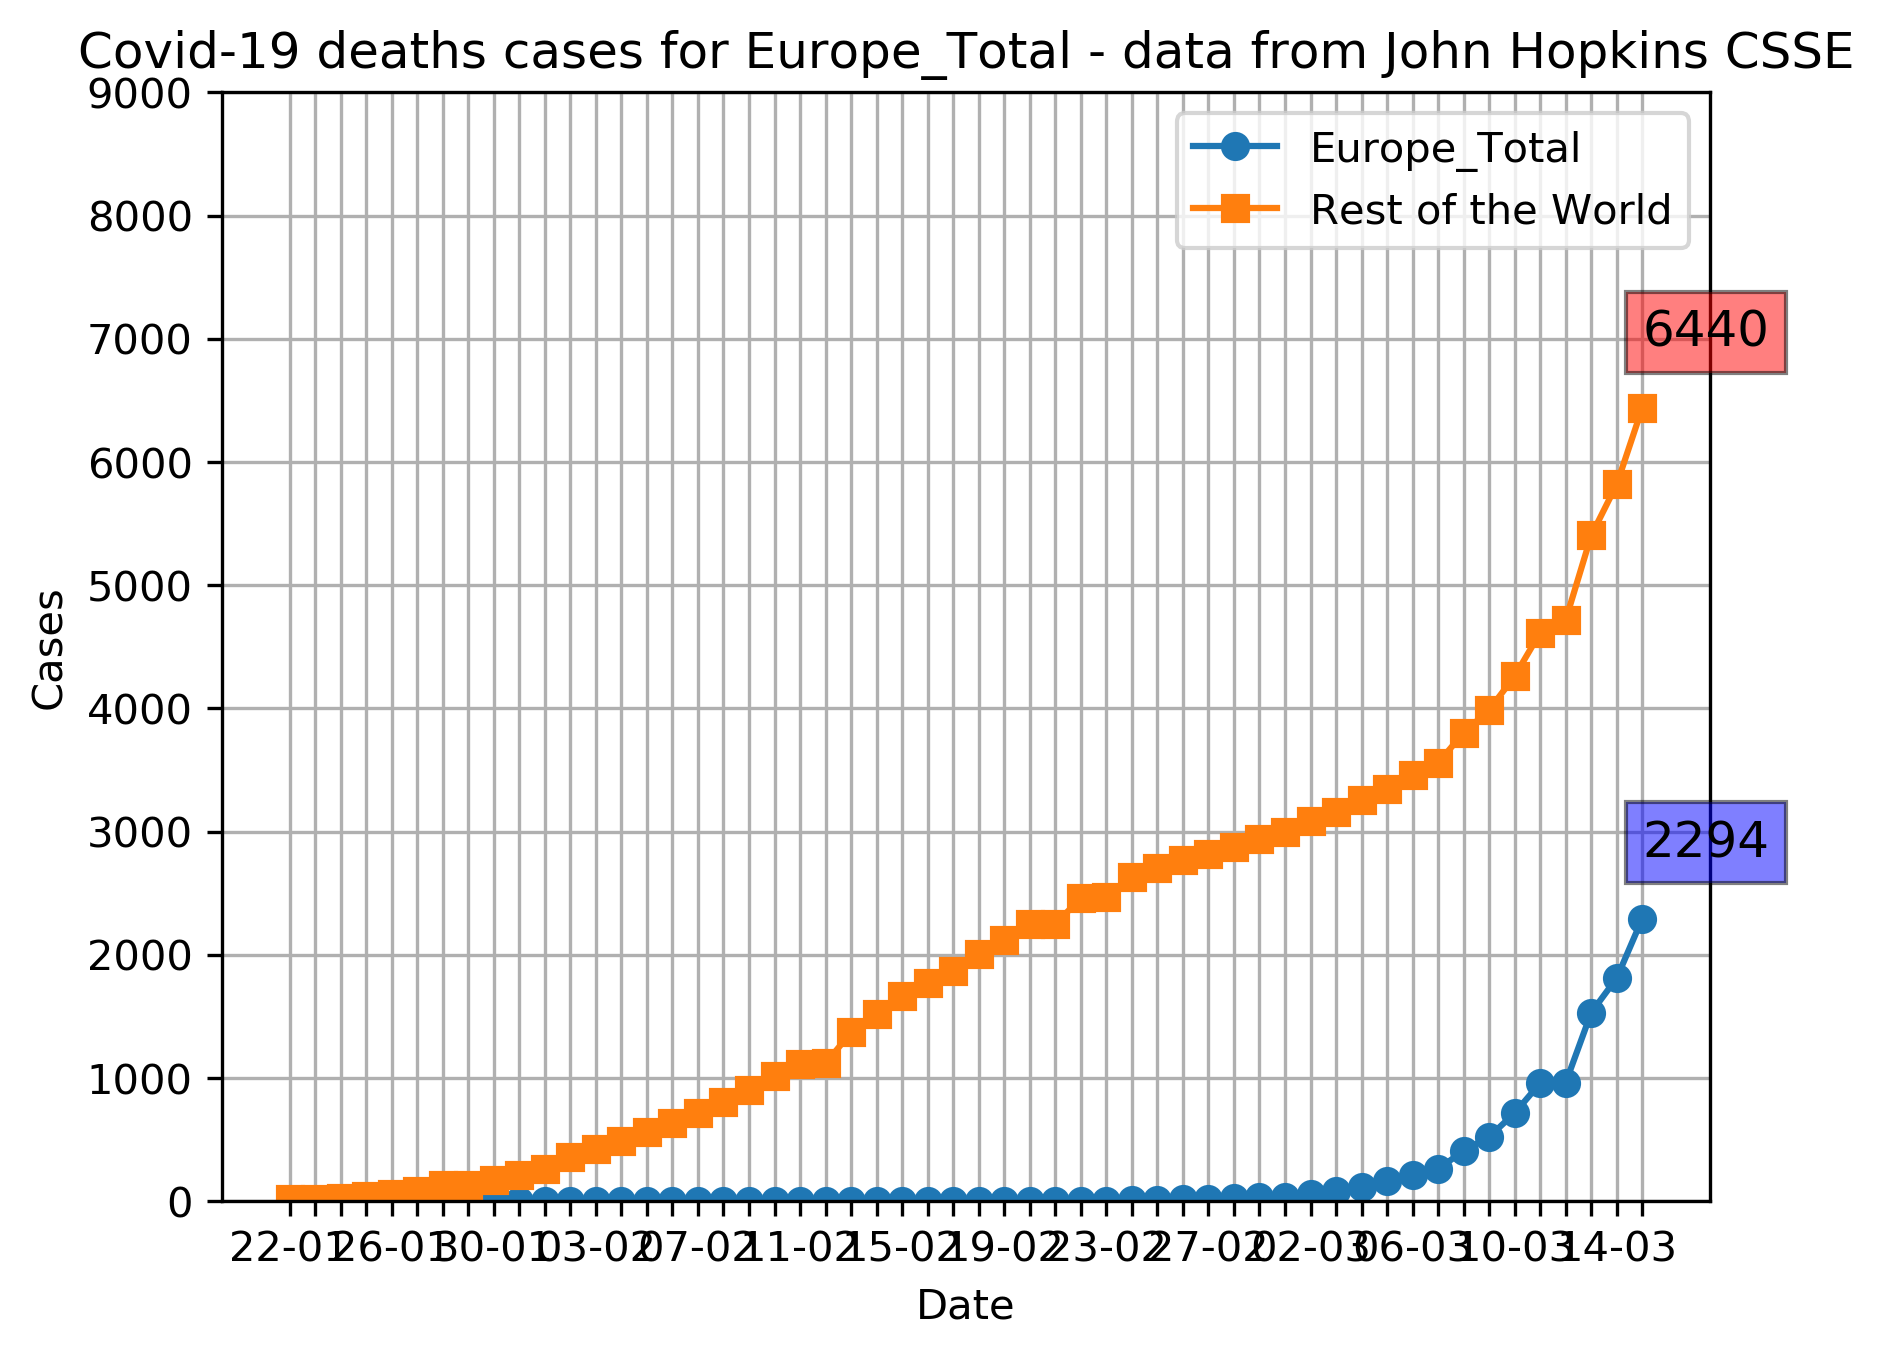 Covid-19 deaths cases for Europe_Total - data from John Hopkins CSSE
9000
8000
7000
6000
5000
4000
3000
2000
1000
0
Cases
Europe_Total
Rest of the World
6440
2294
22-01 26-01 30-01 03-02 07-02 11-02 15-02 19-02 23-02 27-02 02-03 06-03 10-03 14-03
Date